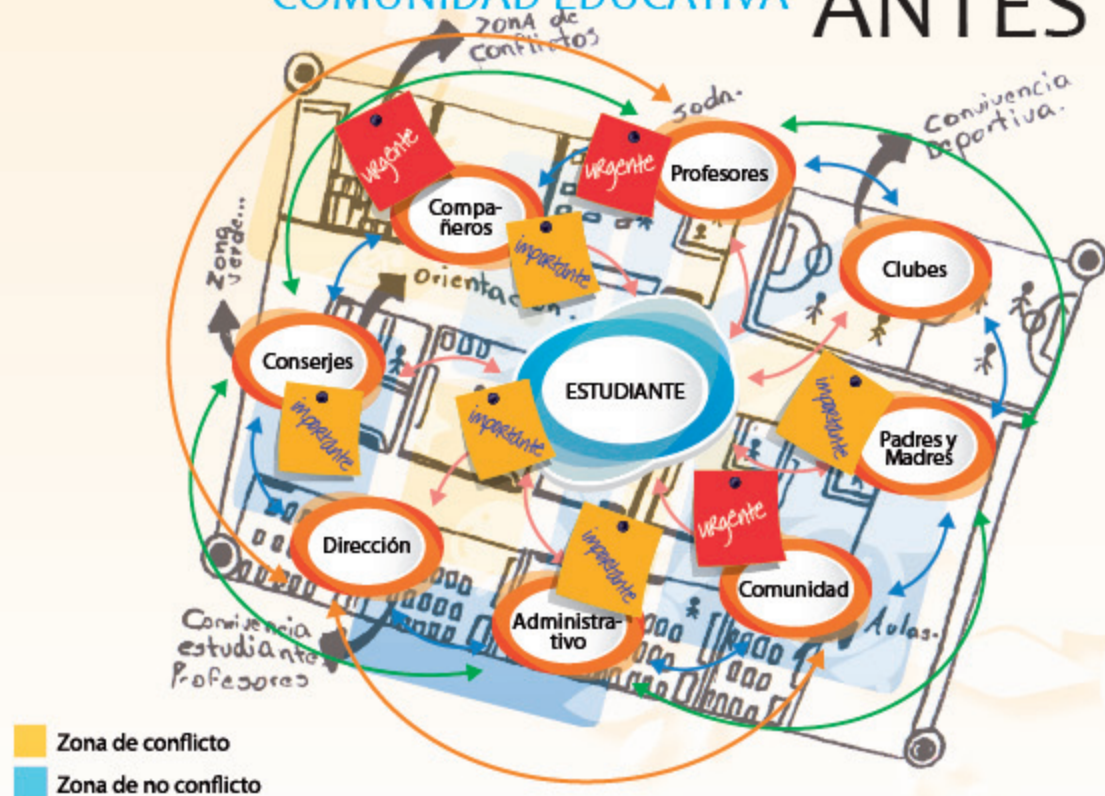 COMUNIDAD EDUCATIVA
ANTES
ZONA de
Conflictos
sodn.
Convivencia
Deportiva.
urgente
urgente
Profesores
Compa-
ñeros
importante
Clubes
Zona
verde...
orientación.
Conserjes
ESTUDIANTE
importante
importante
importante
Padres y
Madres
urgente
Dirección
importante
Comunidad
Administra-
tivo
Aulas.
Convivencia
estudiante
Profesores
Zona de conflicto
Zona de no conflicto